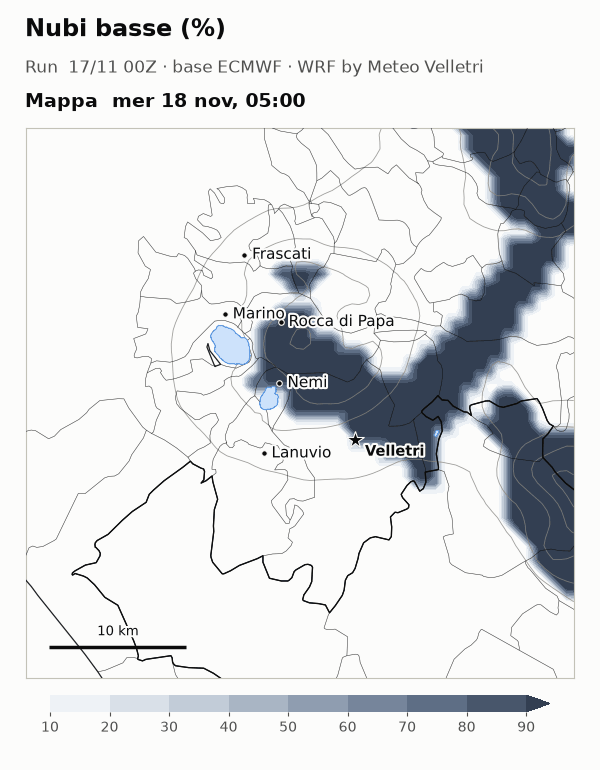 Nubi basse (%)
Run  17/11 00Z · base ECMWF · WRF by Meteo Velletri
Mappa  mer 18 nov, 05:00
Frascati
Marino
Rocca di Papa
Nemi
Velletri
Lanuvio
10 km
10 20 30 40 50 60 70 80 90